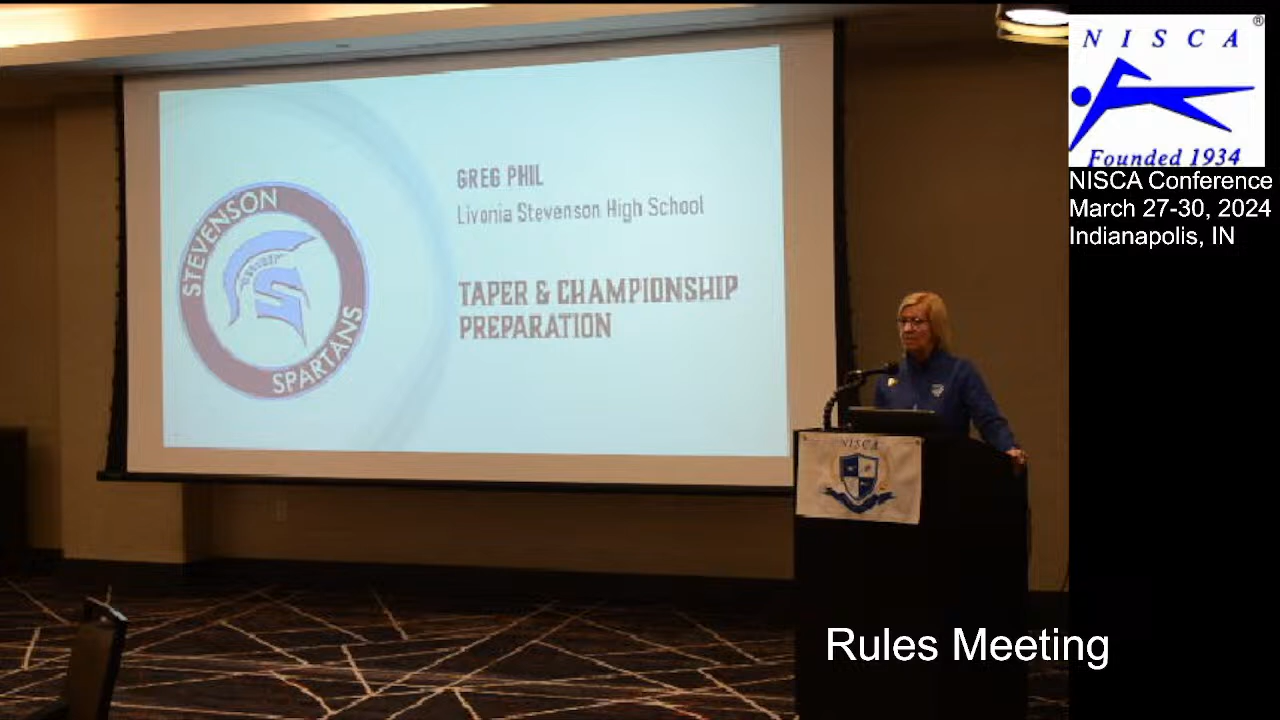 STEVENSON
SPARTANS
GREG PHIL
Livonia Stevenson High School
TAPER & CHAMPIONSHIP
PREPARATION
NISCA
®
NISCA
Founded 1934
NISCA Conference
March 27-30, 2024
Indianapolis, IN
Rules Meeting